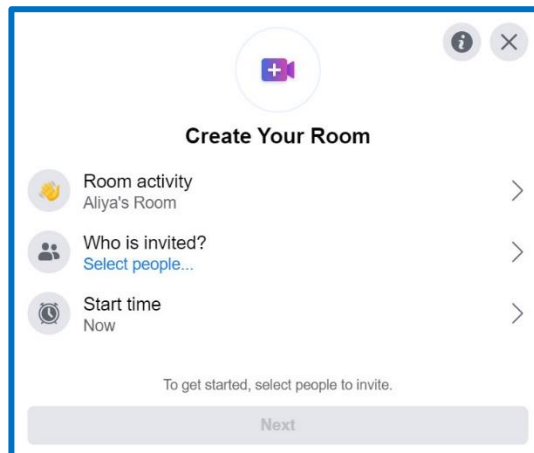 Create Your Room
Room activity
Aliya's Room
Who is invited?
Select people...
Start time
Now
To get started, select people to invite.
Next